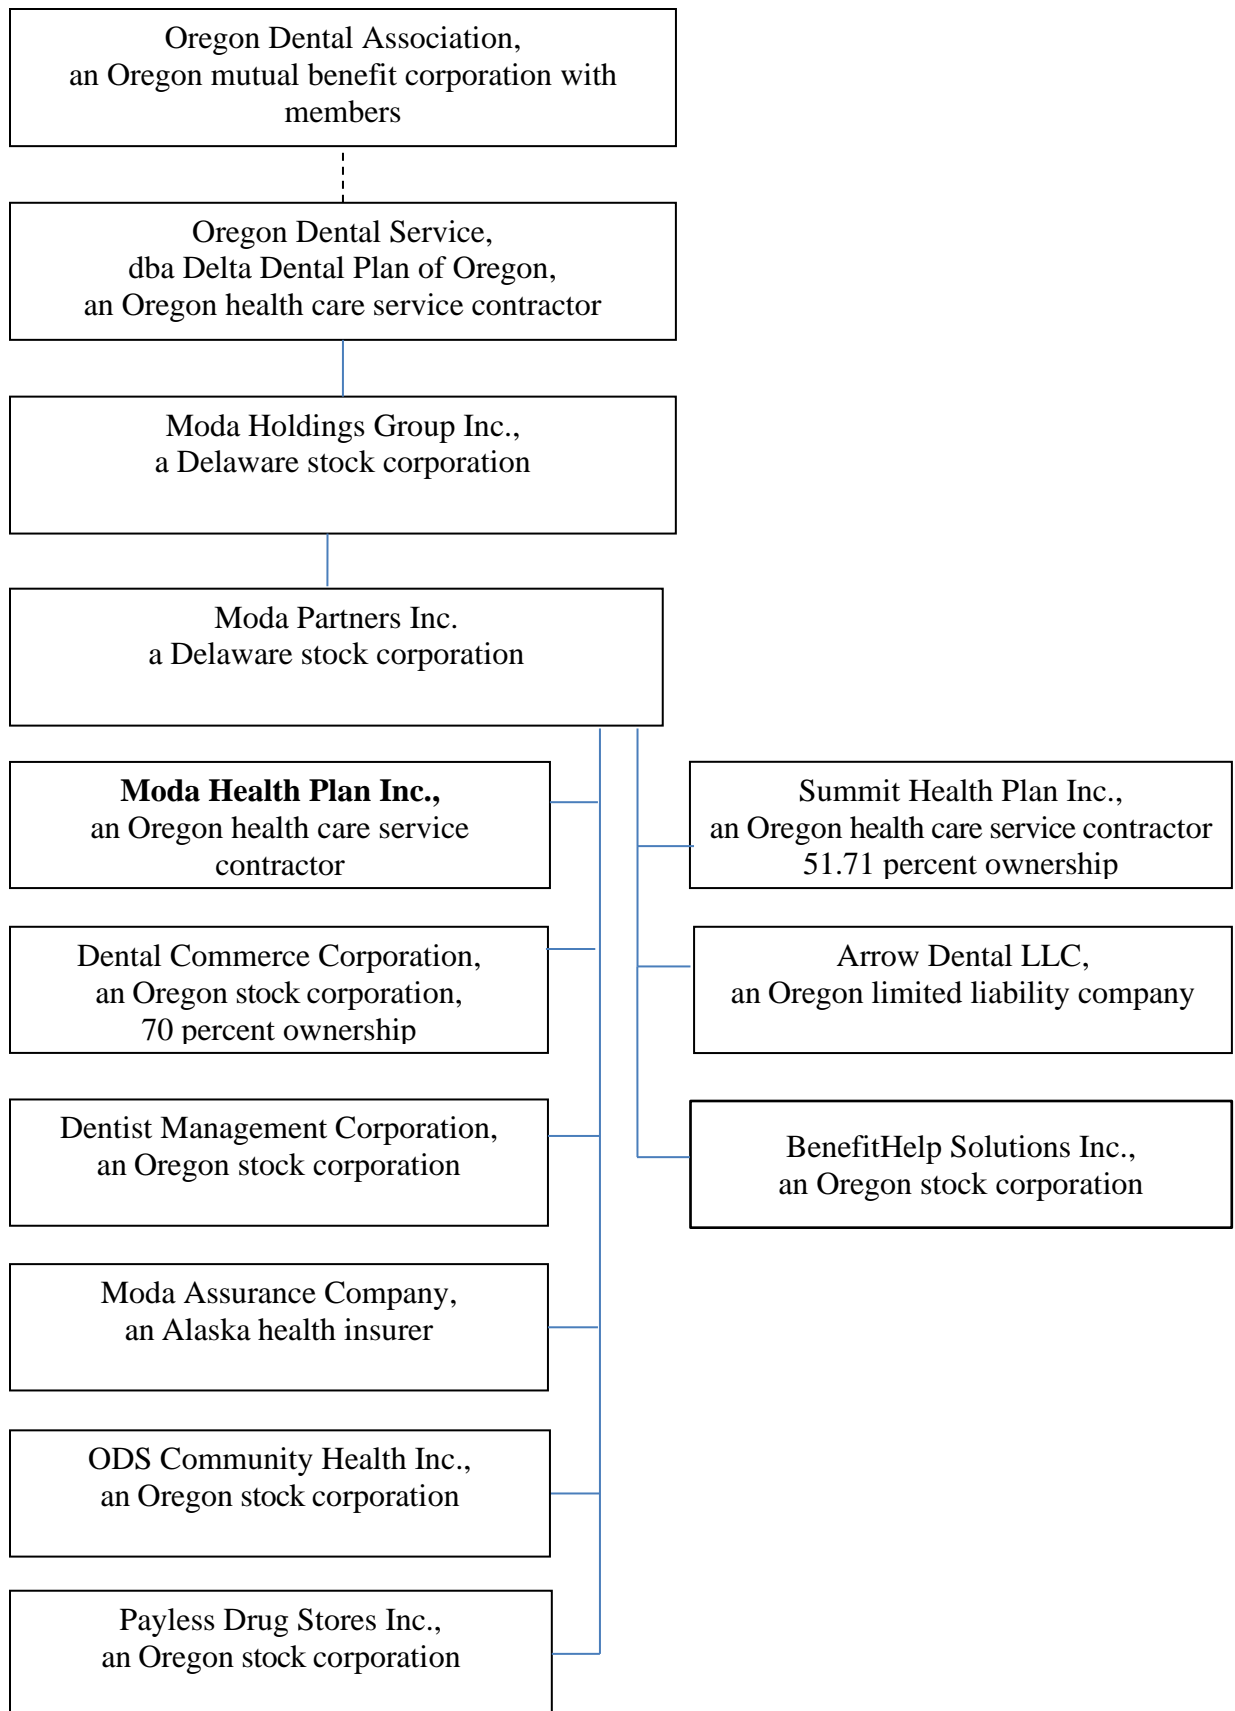 Oregon Dental Association,
an Oregon mutual benefit corporation with
members
Oregon Dental Service,
dba Delta Dental Plan of Oregon,
an Oregon health care service contractor
Moda Holdings Group Inc.,
a Delaware stock corporation
Moda Partners Inc.
a Delaware stock corporation
Moda Health Plan Inc.,
an Oregon health care service
contractor
Summit Health Plan Inc.,
an Oregon health care service contractor
51.71 percent ownership
Dental Commerce Corporation,
an Oregon stock corporation,
70 percent ownership
Arrow Dental LLC,
an Oregon limited liability company
Dentist Management Corporation,
an Oregon stock corporation
BenefitHelp Solutions Inc.,
an Oregon stock corporation
Moda Assurance Company,
an Alaska health insurer
ODS Community Health Inc.,
an Oregon stock corporation
Payless Drug Stores Inc.,
an Oregon stock corporation